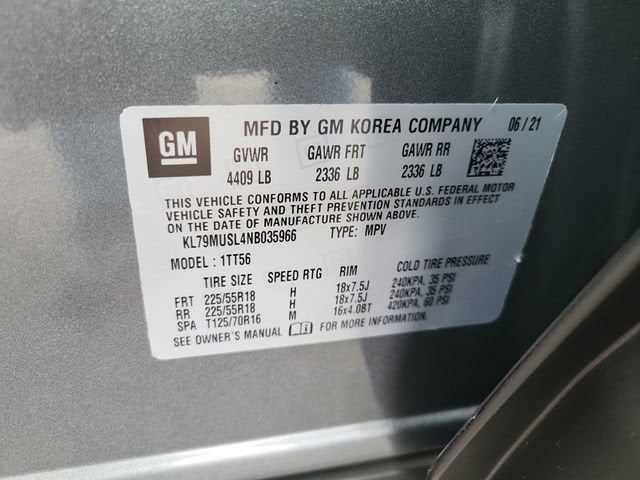 GM MFD BY GM KOREA COMPANY 06/21
GVWR GAWR FRT GAWR RR
4409 LB 2336 LB 2336 LB
THIS VEHICLE CONFORMS TO ALL APPLICABLE U.S. FEDERAL MOTOR
VEHICLE SAFETY AND THEFT PREVENTION STANDARDS IN EFFECT
ON THE DATE OF MANUFACTURE SHOWN ABOVE.
KL79MUSL4NB035966 TYPE: MPV
MODEL: 1TT56
TIRE SIZE SPEED RTG RIM COLD TIRE PRESSURE
FRT 225/55R18 H 18x7.5J 240KPA, 35 PSI
RR 225/55R18 H 18x7.5J 240KPA, 35 PSI
SPA T125/70R16 M 16x4.0BT 420KPA, 60 PSI
SEE OWNER'S MANUAL FOR MORE INFORMATION.